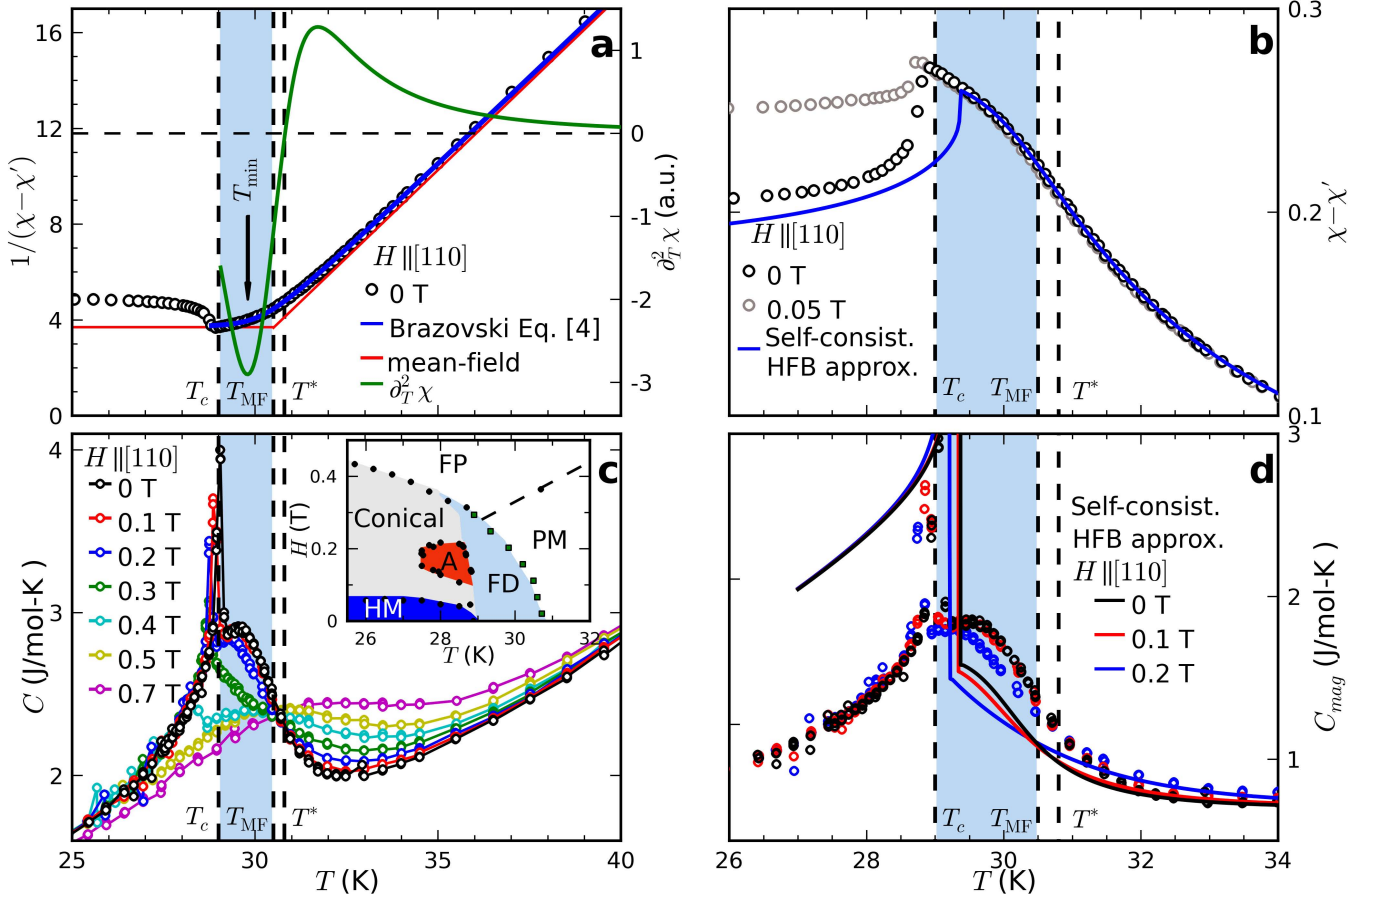 a
16
12
8
4
0
1/(χ−χ′)
1
0
-1
-2
-3
∂²_T χ (a.u.)
T_min
H ||[110]
0 T
Brazovski Eq. [4]
mean-field
∂²_T χ
T_c T_MF T*
b
0.3
0.2
0.1
χ−χ′
H ||[110]
0 T
0.05 T
Self-consist.
HFB approx.
T_c T_MF T*
c
4
3
2
C (J/mol-K )
H ||[110]
0 T
0.1 T
0.2 T
0.3 T
0.4 T
0.5 T
0.7 T
FP
Conical
PM
A
FD
HM
0.4
0.2
0
H (T)
26 28 30 32
T (K)
T_c T_MF T*
25 30 35 40
T (K)
d
3
2
1
C_mag (J/mol-K )
Self-consist.
HFB approx.
H ||[110]
0 T
0.1 T
0.2 T
T_c T_MF T*
26 28 30 32 34
T (K)